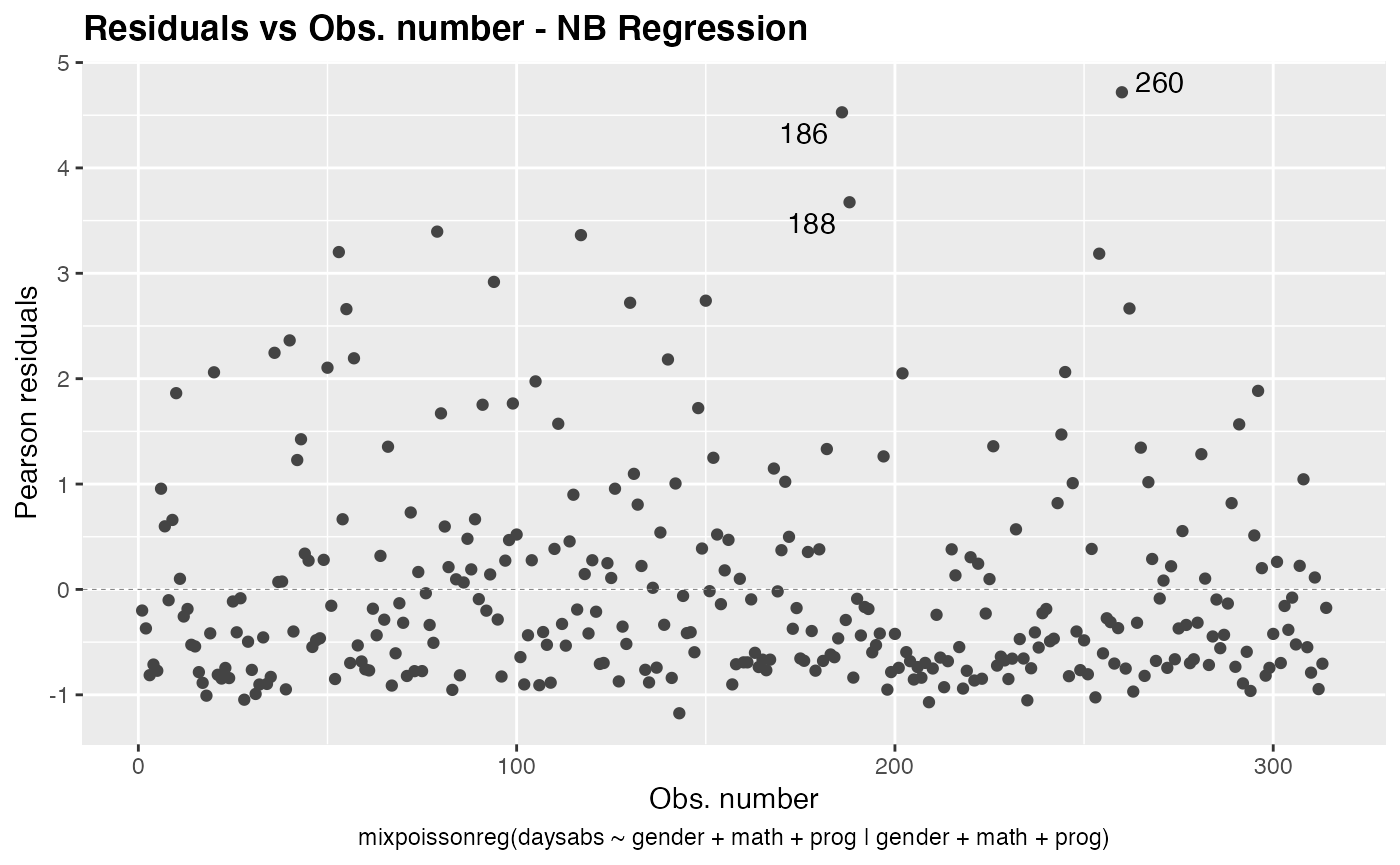 Residuals vs Obs. number - NB Regression
5
4
3
2
1
0
-1
Pearson residuals
260
186
188
0 100 200 300
Obs. number
mixpoissonreg(daysabs ~ gender + math + prog | gender + math + prog)